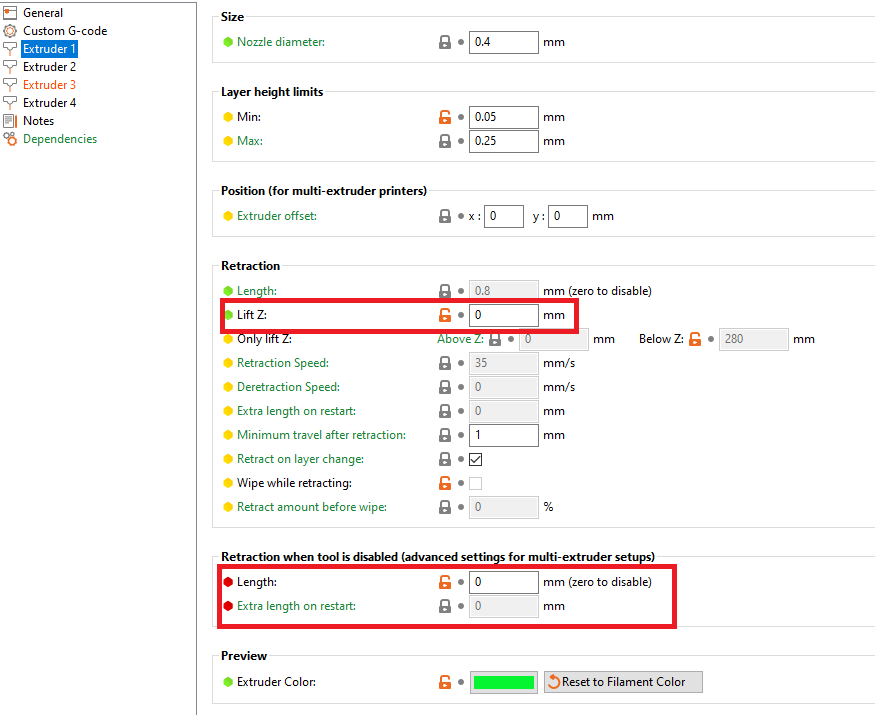 General
Custom G-code
Extruder 1
Extruder 2
Extruder 3
Extruder 4
Notes
Dependencies
Size
Nozzle diameter: 0.4 mm
Layer height limits
Min: 0.05 mm
Max: 0.25 mm
Position (for multi-extruder printers)
Extruder offset: x : 0 y : 0 mm
Retraction
Length: 0.8 mm (zero to disable)
Lift Z: 0 mm
Only lift Z: Above Z: 0 mm Below Z: 280 mm
Retraction Speed: 35 mm/s
Deretraction Speed: 0 mm/s
Extra length on restart: 0 mm
Minimum travel after retraction: 1 mm
Retract on layer change:
Wipe while retracting:
Retract amount before wipe: 0 %
Retraction when tool is disabled (advanced settings for multi-extruder setups)
Length: 0 mm (zero to disable)
Extra length on restart: 0 mm
Preview
Extruder Color: Reset to Filament Color